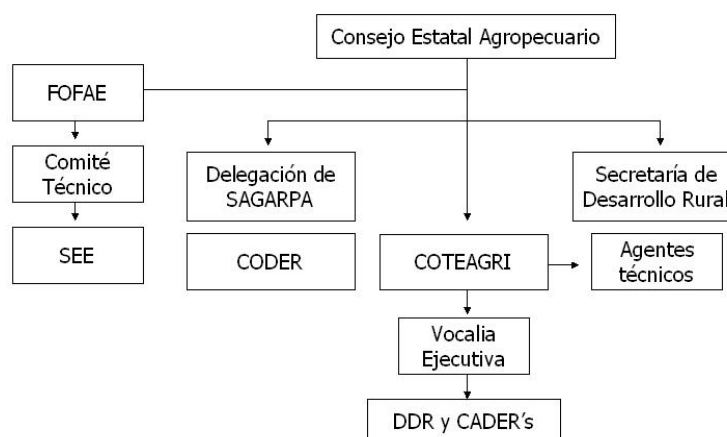 Consejo Estatal Agropecuario
FOFAE
Comité
Técnico
Delegación de
SAGARPA
Secretaría de
Desarrollo Rural
SEE
CODER
COTEAGRI
Agentes
técnicos
Vocalia
Ejecutiva
DDR y CADER's